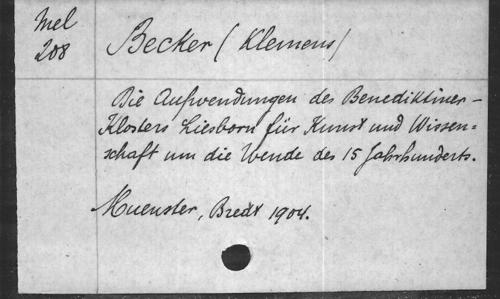 Mel
208
Becker (Klemens)
Die Aufwendungen des Benediktiner-
Klosters Liesborn für Kunst und Wissen=
schaft um die Wende des 15 Jahrhunderts.
Muenster, Bredt 1904.